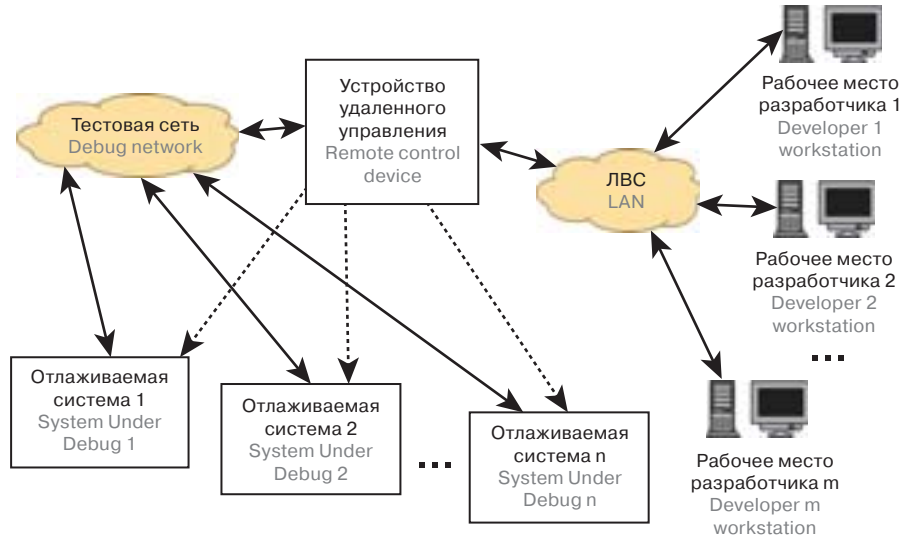 Тестовая сеть
Debug network
Устройство
удаленного
управления
Remote control
device
ЛВС
LAN
Рабочее место
разработчика 1
Developer 1
workstation
Рабочее место
разработчика 2
Developer 2
workstation
...
Рабочее место
разработчика m
Developer m
workstation
Отлаживаемая
система 1
System Under
Debug 1
Отлаживаемая
система 2
System Under
Debug 2
...
Отлаживаемая
система n
System Under
Debug n